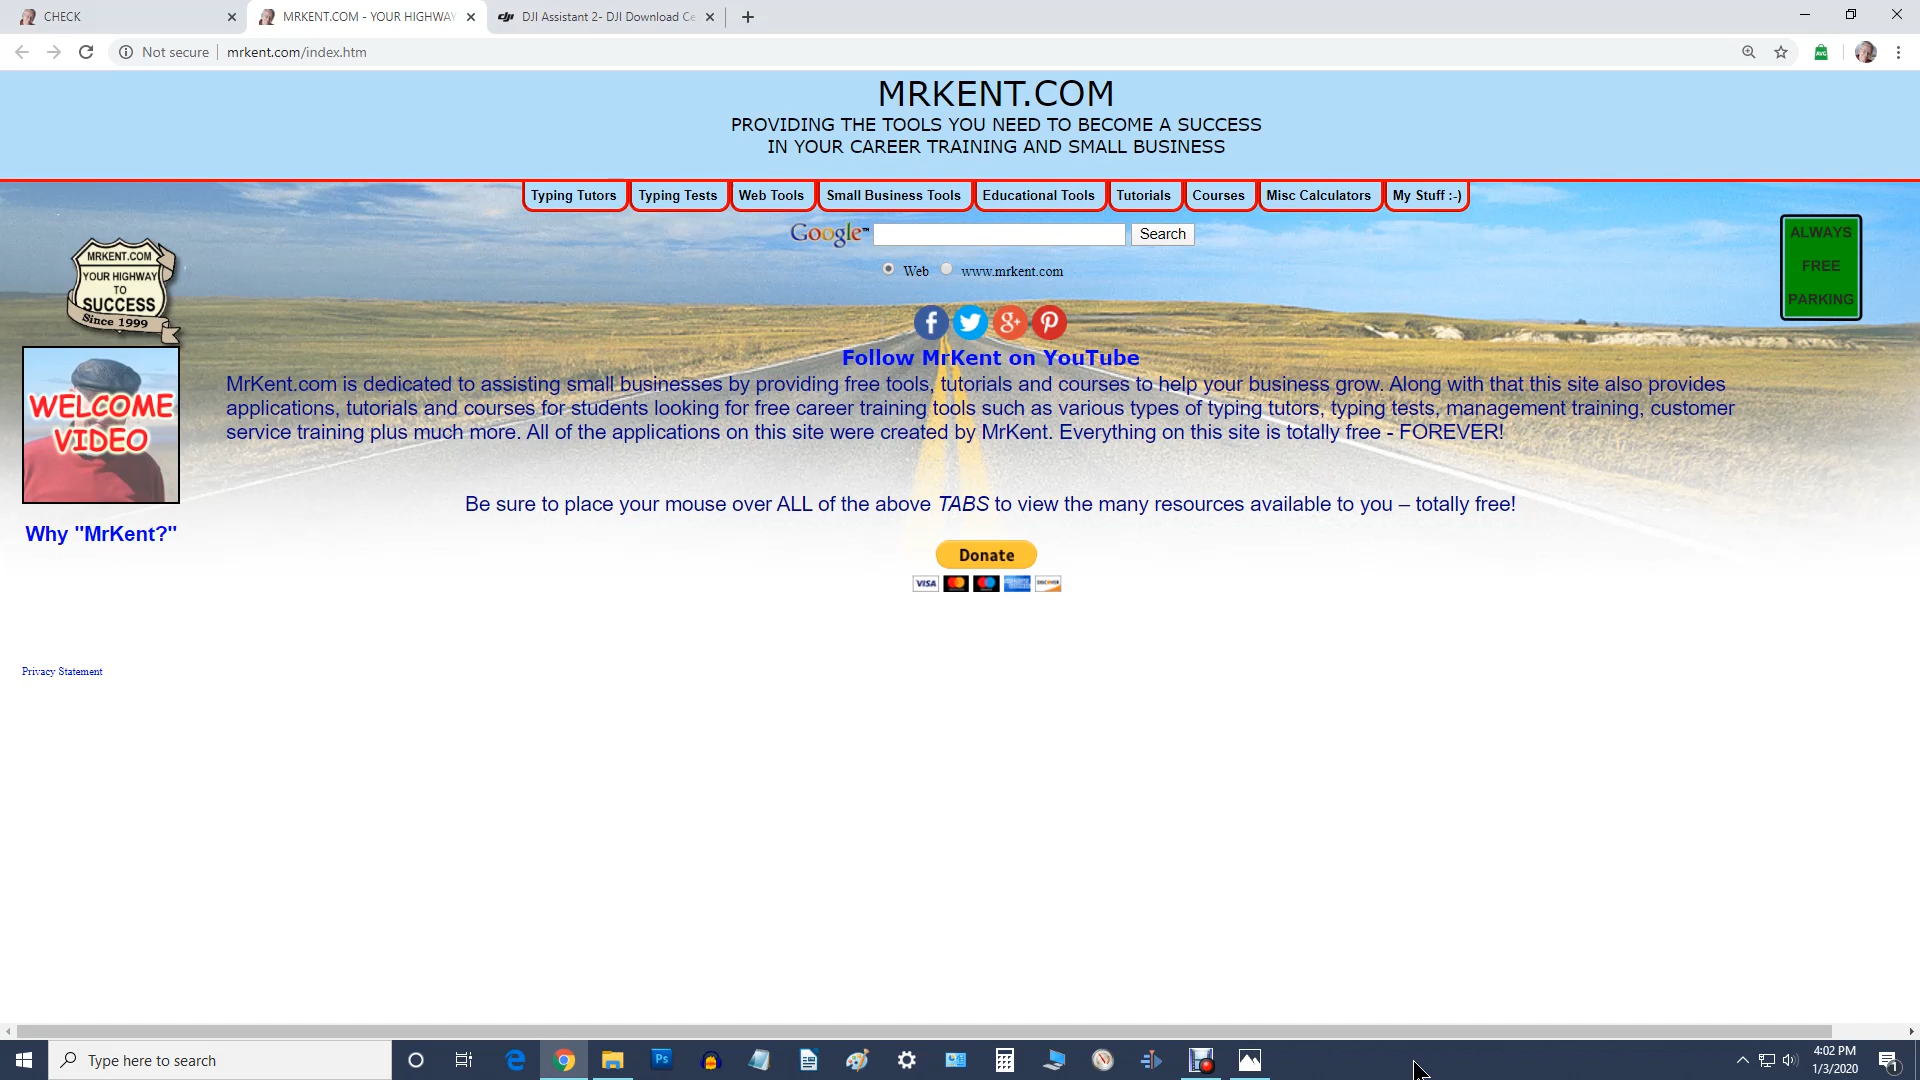 CHECK
MRKENT.COM - YOUR HIGHWAY
DJI Assistant 2- DJI Download Ce
Not secure
mrkent.com/index.htm
MRKENT.COM
PROVIDING THE TOOLS YOU NEED TO BECOME A SUCCESS
IN YOUR CAREER TRAINING AND SMALL BUSINESS
Typing Tutors
Typing Tests
Web Tools
Small Business Tools
Educational Tools
Tutorials
Courses
Misc Calculators
My Stuff :-)
Google™
Search
Web
www.mrkent.com
MRKENT.COM
YOUR HIGHWAY
TO
SUCCESS
Since 1999
ALWAYS
FREE
PARKING
Follow MrKent on YouTube
WELCOME
VIDEO
MrKent.com is dedicated to assisting small businesses by providing free tools, tutorials and courses to help your business grow. Along with that this site also provides
applications, tutorials and courses for students looking for free career training tools such as various types of typing tutors, typing tests, management training, customer
service training plus much more. All of the applications on this site were created by MrKent. Everything on this site is totally free - FOREVER!
Be sure to place your mouse over ALL of the above TABS to view the many resources available to you – totally free!
Why "MrKent?"
Donate
VISA
Privacy Statement
Type here to search
Ps
4:02 PM
1/3/2020
1